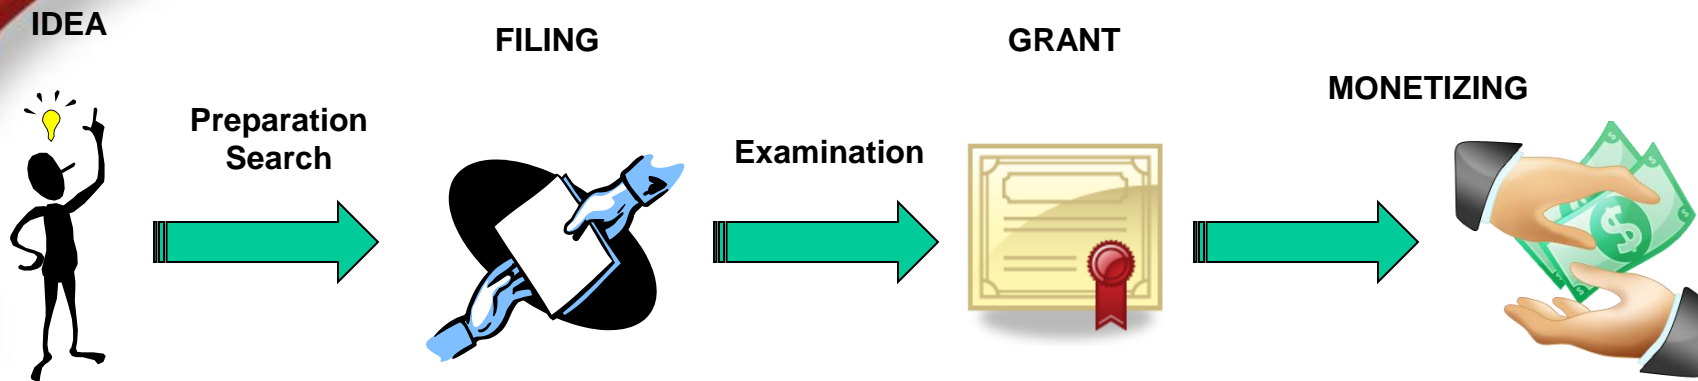 IDEA
FILING
GRANT
MONETIZING
Preparation
Search
Examination
$
$
$
$
$
$